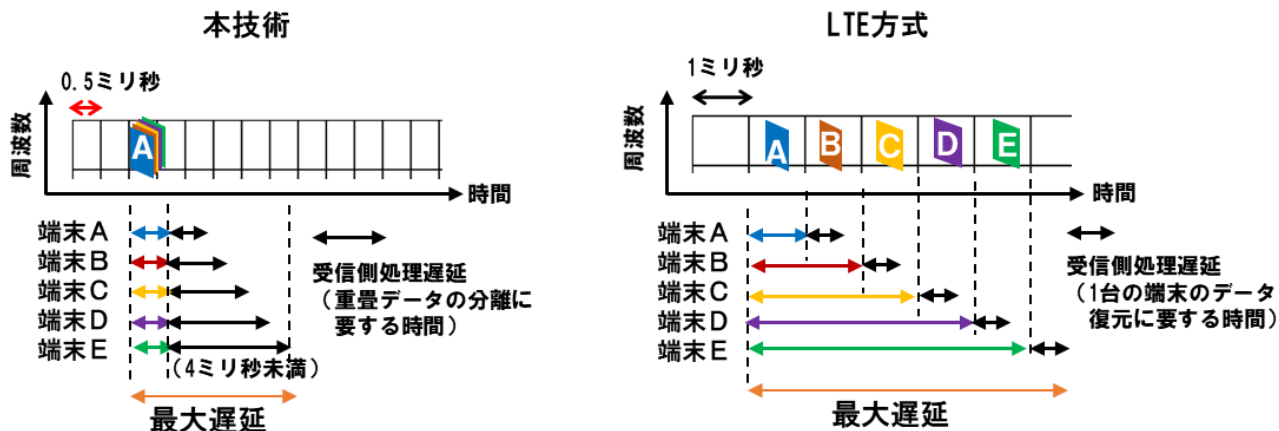 本技術
0.5ミリ秒
周波数
A
時間
端末A
端末B
端末C
端末D
端末E
受信側処理遅延
(重畳データの分離に
要する時間)
(4ミリ秒未満)
最大遅延
LTE方式
1ミリ秒
周波数
A
B
C
D
E
時間
端末A
端末B
端末C
端末D
端末E
受信側処理遅延
(1台の端末のデータ
復元に要する時間)
最大遅延